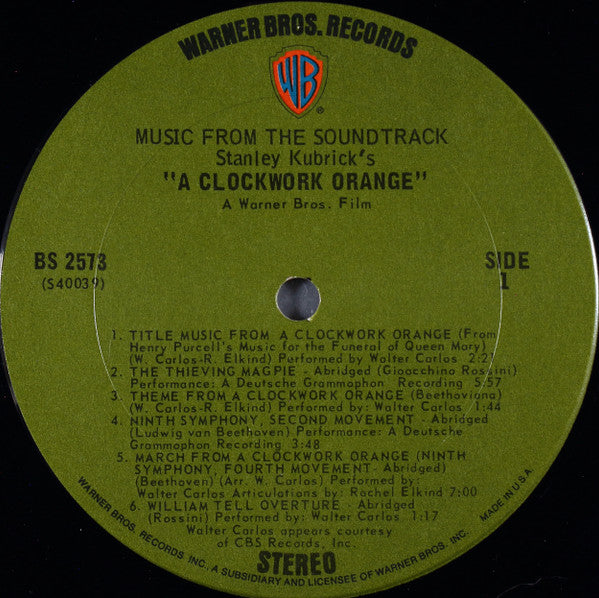 WARNER BROS. RECORDS
WB
®
MUSIC FROM THE SOUNDTRACK
Stanley Kubrick's
"A CLOCKWORK ORANGE"
A Warner Bros. Film
BS 2573
(S40039)
SIDE
1
1. TITLE MUSIC FROM A CLOCKWORK ORANGE (From
Henry Purcell's Music for the Funeral of Queen Mary)
(W. Carlos-R. Elkind) Performed by Walter Carlos 2:21
2. THE THIEVING MAGPIE - Abridged (Gioacchino Rossini)
Performance: A Deutsche Grammophon Recording 5:57
3. THEME FROM A CLOCKWORK ORANGE (Beethoviana)
(W. Carlos-R. Elkind) Performed by: Walter Carlos 1:44
4. NINTH SYMPHONY, SECOND MOVEMENT - Abridged
(Ludwig van Beethoven) Performance: A Deutsche
Grammophon Recording 3:48
5. MARCH FROM A CLOCKWORK ORANGE (NINTH
SYMPHONY, FOURTH MOVEMENT- Abridged)
(Beethoven) (Arr. W. Carlos) Performed by:
Walter Carlos Articulations by: Rachel Elkind 7:00
6. WILLIAM TELL OVERTURE - Abridged
(Rossini) Performed by: Walter Carlos 1:17
Walter Carlos appears courtesy
of CBS Records, Inc.
STEREO
WARNER BROS. RECORDS INC. A SUBSIDIARY AND LICENSEE OF WARNER BROS. INC. MADE IN U.S.A.